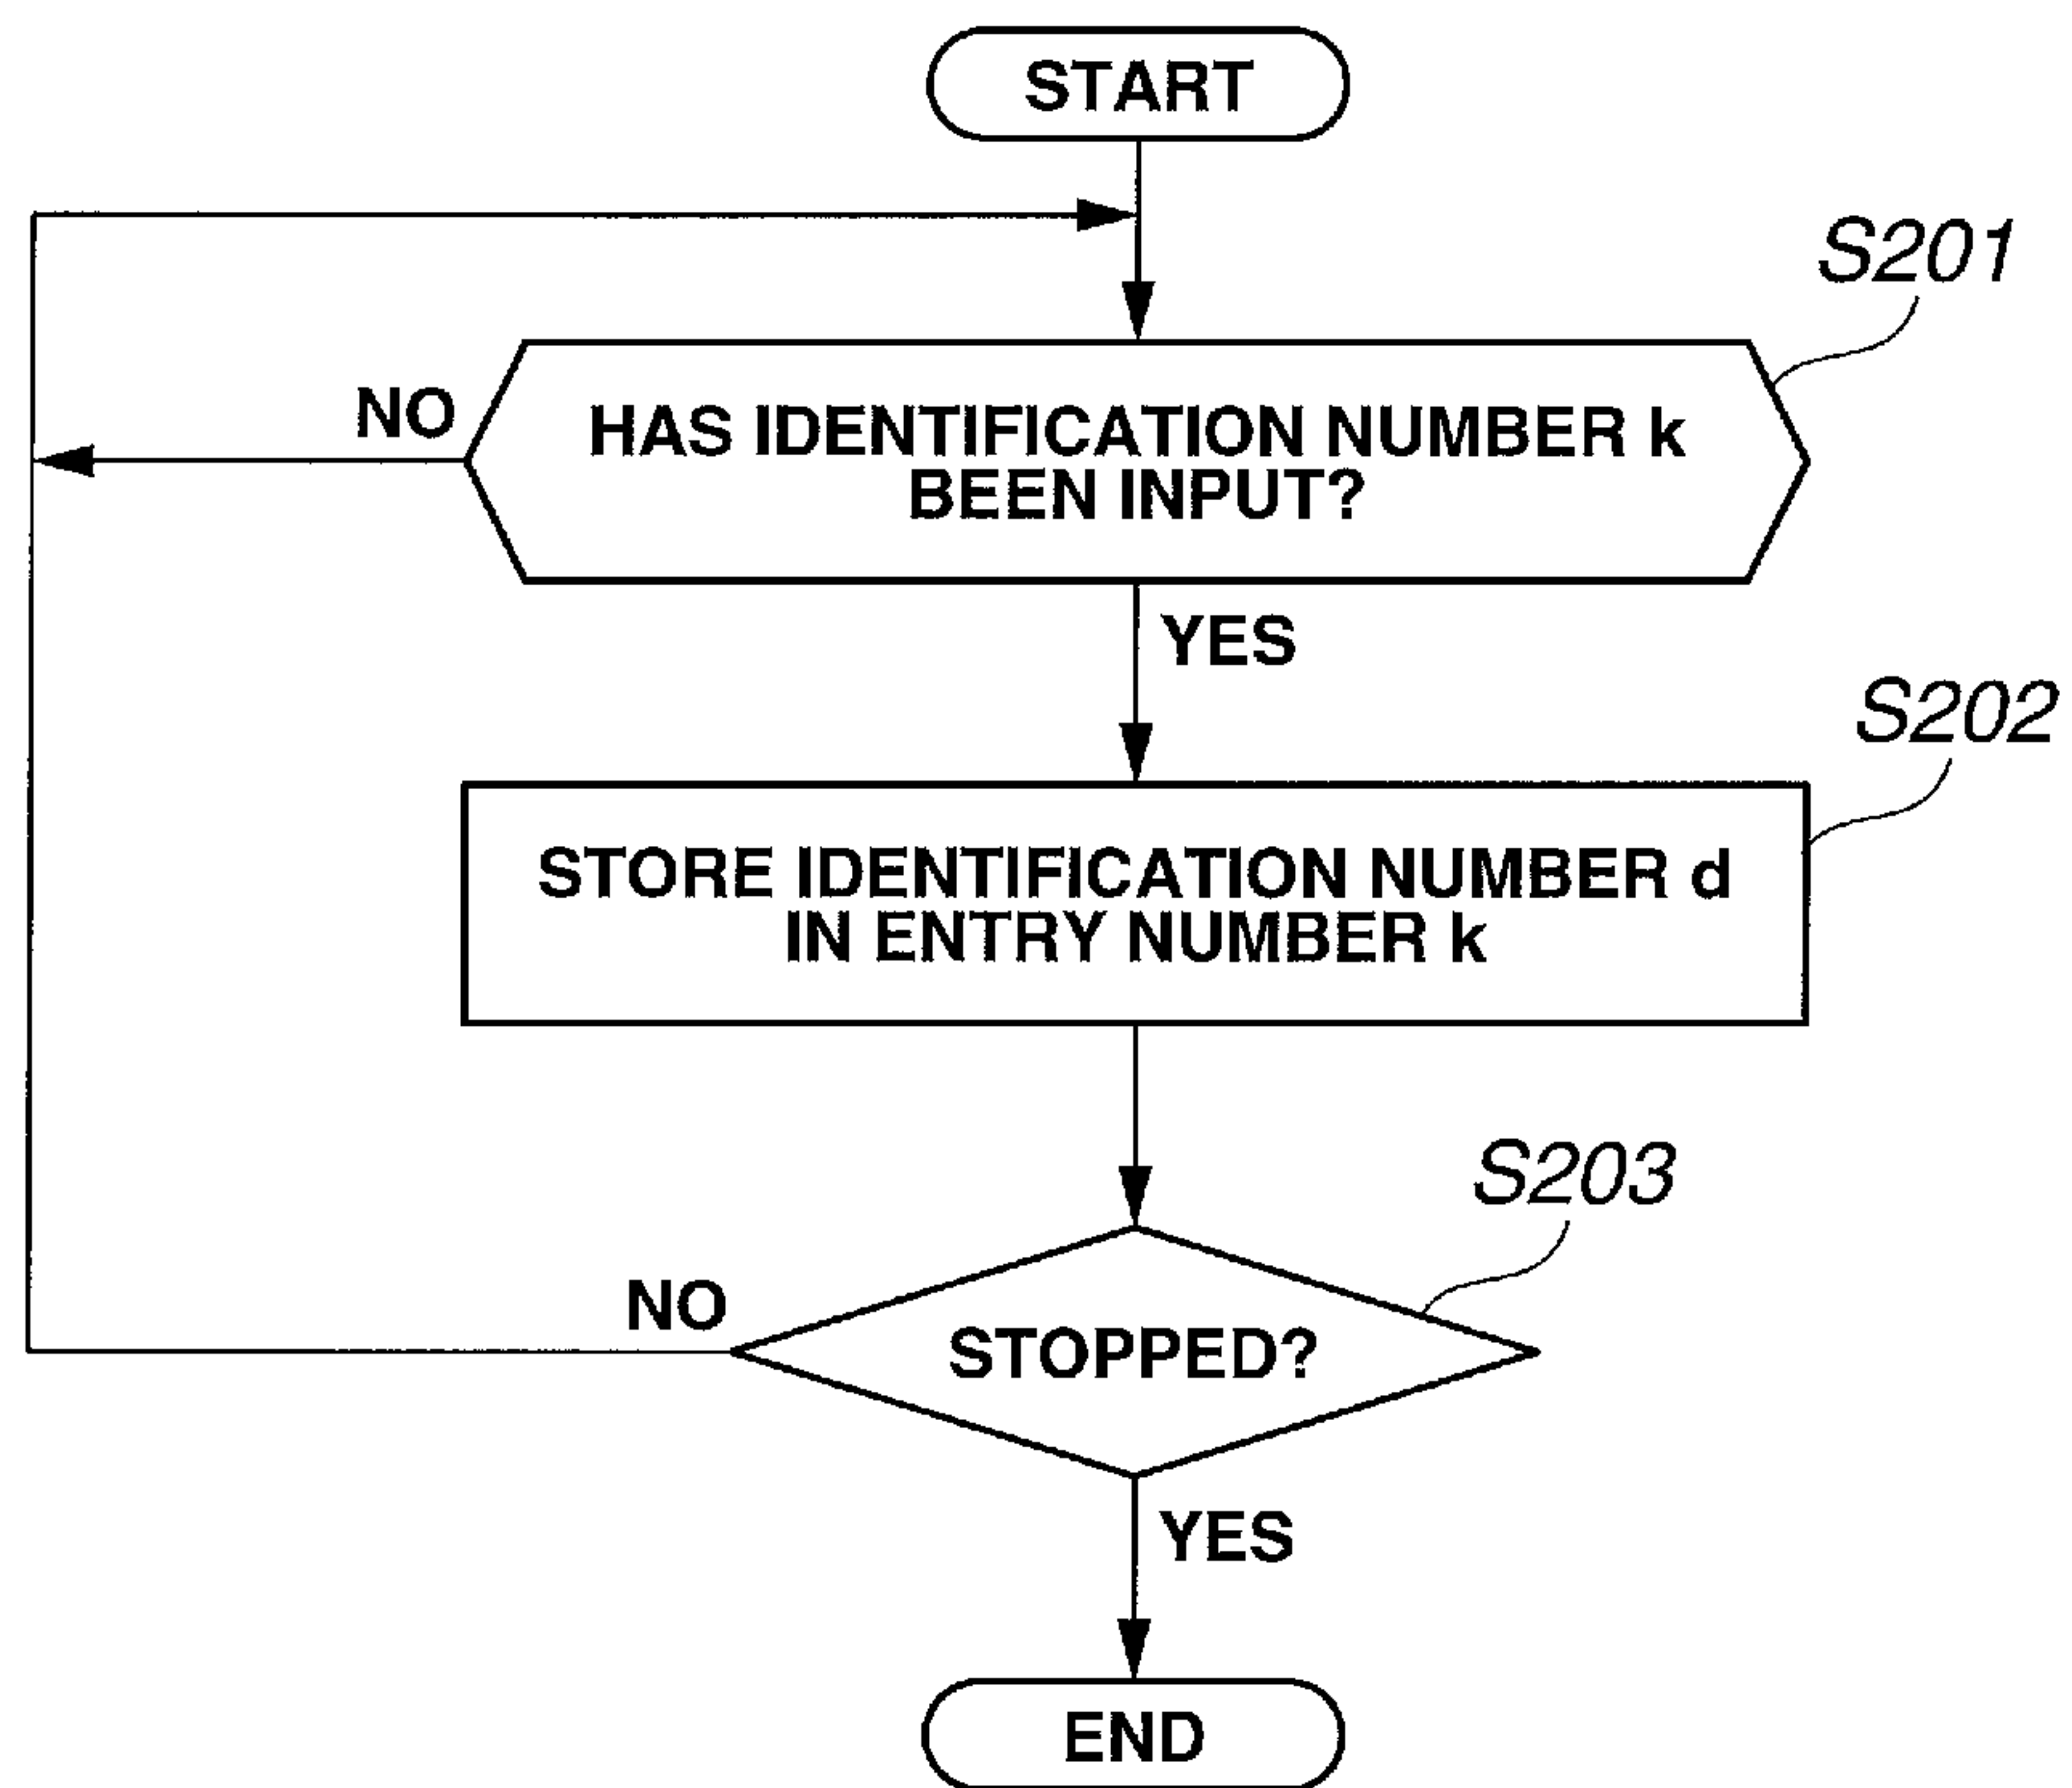 START
S201
NO
HAS IDENTIFICATION NUMBER k
BEEN INPUT?
YES
S202
STORE IDENTIFICATION NUMBER d
IN ENTRY NUMBER k
S203
NO
STOPPED?
YES
END